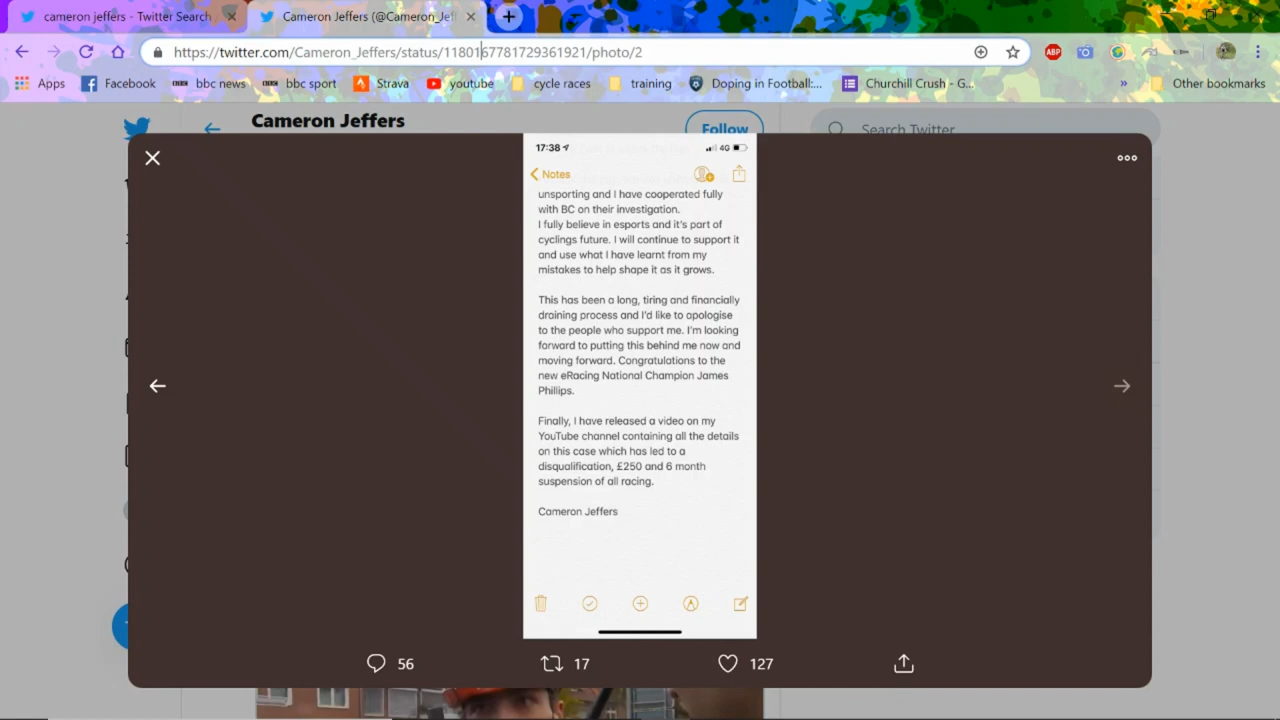 cameron jeffers - Twitter Search
Cameron Jeffers (@Cameron_Jef
https://twitter.com/Cameron_Jeffers/status/1180167781729361921/photo/2
ABP
Apps
Facebook
BBC bbc news
BBC bbc sport
Strava
youtube
cycle races
training
Doping in Football:...
Churchill Crush - G...
»
Other bookmarks
Cameron Jeffers
Follow
Search Twitter
17:38
4G
Notes
unsporting and I have cooperated fully
with BC on their investigation.
I fully believe in esports and it's part of
cyclings future. I will continue to support it
and use what I have learnt from my
mistakes to help shape it as it grows.
This has been a long, tiring and financially
draining process and I'd like to apologise
to the people who support me. I'm looking
forward to putting this behind me now and
moving forward. Congratulations to the
new eRacing National Champion James
Phillips.
Finally, I have released a video on my
YouTube channel containing all the details
on this case which has led to a
disqualification, £250 and 6 month
suspension of all racing.
Cameron Jeffers
56
17
127